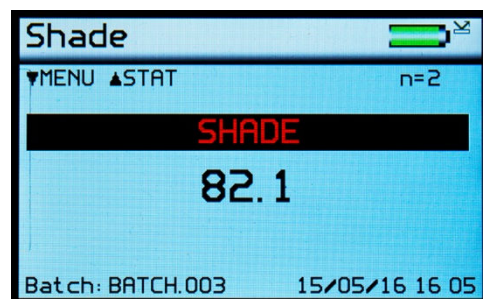 Shade
▼MENU ▲STAT n=2
SHADE
82.1
Batch: BATCH.003 15/05/16 16 05